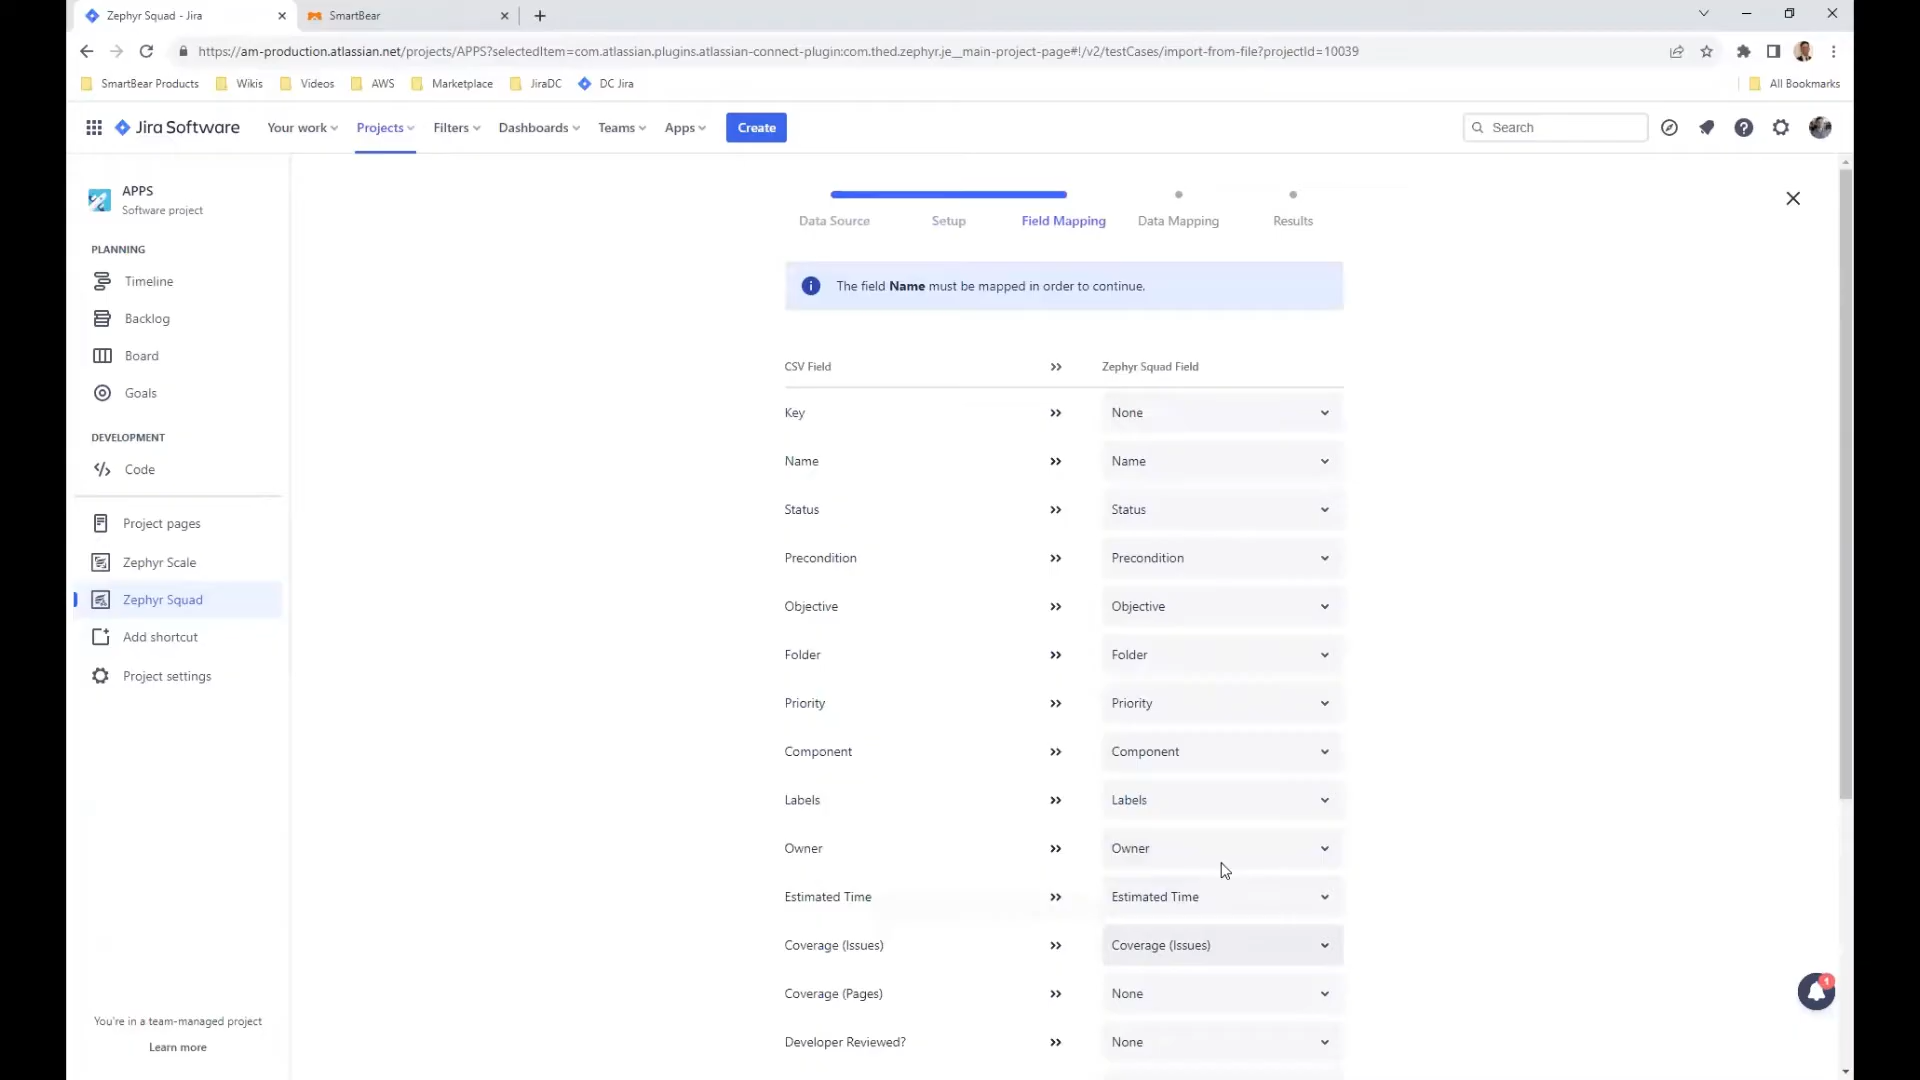 Zephyr Squad - Jira
SmartBear
https://am-production.atlassian.net/projects/APPS?selectedItem=com.atlassian.plugins.atlassian-connect-plugin:com.thed.zephyr.je__main-project-page#!/v2/testCases/import-from-file?projectId=10039
SmartBear Products Wikis Videos AWS Marketplace JiraDC DC Jira All Bookmarks
Jira Software Your work Projects Filters Dashboards Teams Apps Create Search
APPS
Software project
PLANNING
Timeline
Backlog
Board
Goals
DEVELOPMENT
Code
Project pages
Zephyr Scale
Zephyr Squad
Add shortcut
Project settings
You're in a team-managed project
Learn more
Data Source Setup Field Mapping Data Mapping Results
The field Name must be mapped in order to continue.
CSV Field >> Zephyr Squad Field
Key >> None
Name >> Name
Status >> Status
Precondition >> Precondition
Objective >> Objective
Folder >> Folder
Priority >> Priority
Component >> Component
Labels >> Labels
Owner >> Owner
Estimated Time >> Estimated Time
Coverage (Issues) >> Coverage (Issues)
Coverage (Pages) >> None
Developer Reviewed? >> None
1